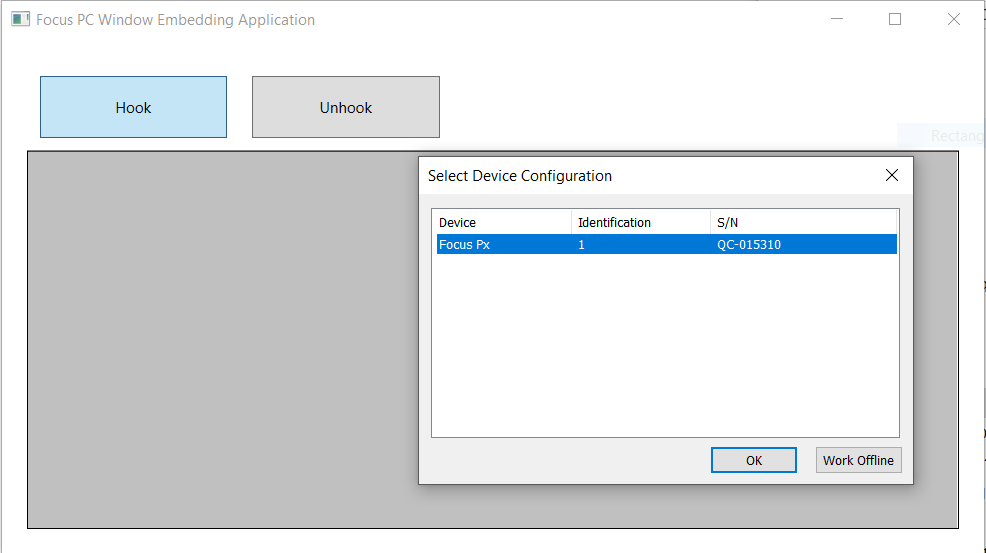 Focus PC Window Embedding Application
Hook Unhook
Rectang
Select Device Configuration
Device Identification S/N
Focus Px 1 QC-015310
OK Work Offline